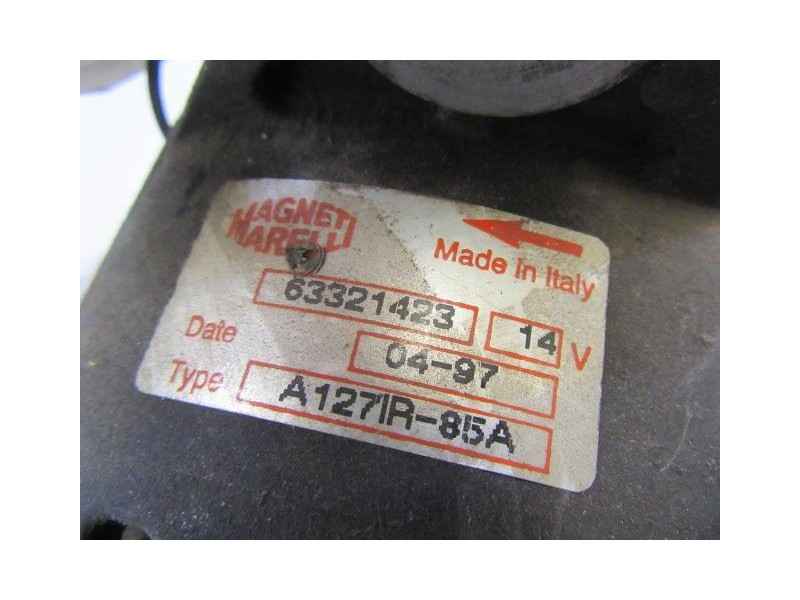 MAGNETI
MARELLI
Made in Italy
63321423 14 V
Date 04-97
Type A127IR-85A